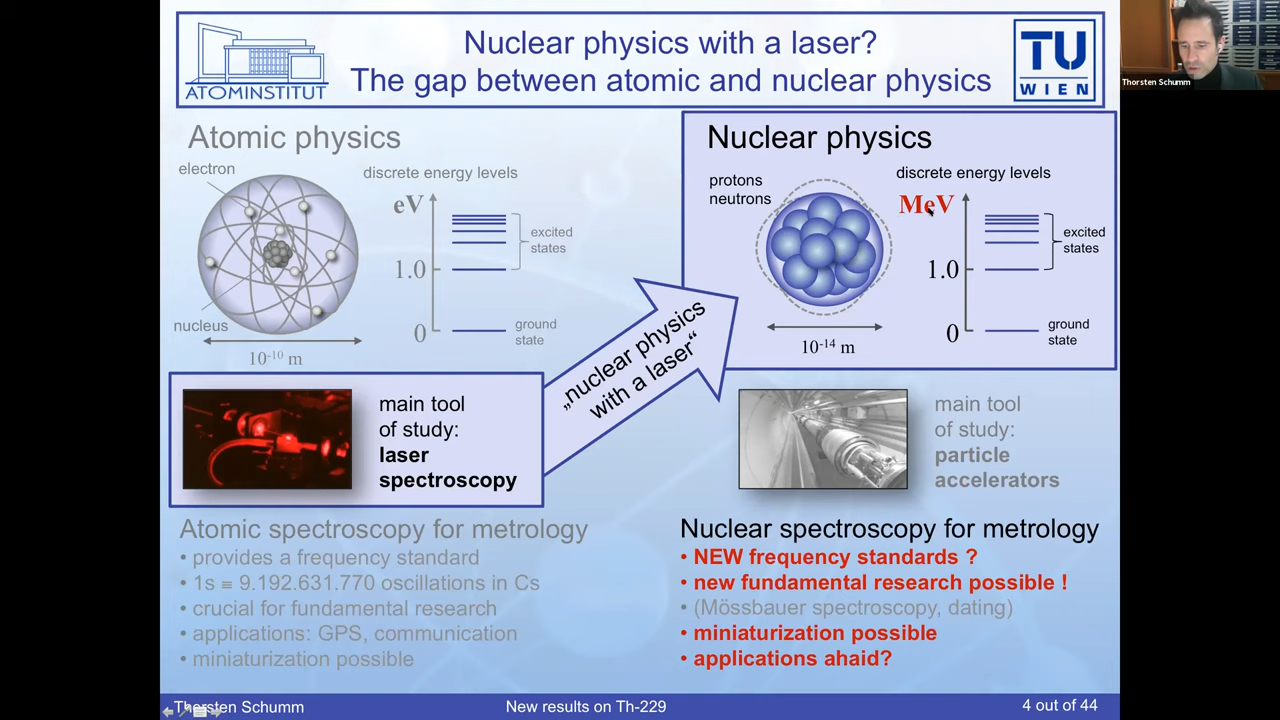 Nuclear physics with a laser?
The gap between atomic and nuclear physics
ATOMINSTITUT
TU
WIEN
Thorsten Schumm
Atomic physics
electron
nucleus
10⁻¹⁰ m
discrete energy levels
eV
1.0
0
excited
states
ground
state
Nuclear physics
protons
neutrons
10⁻¹⁴ m
discrete energy levels
MeV
1.0
0
excited
states
ground
state
„nuclear physics
with a laser“
main tool
of study:
laser
spectroscopy
main tool
of study:
particle
accelerators
Atomic spectroscopy for metrology
• provides a frequency standard
• 1s ≡ 9.192.631.770 oscillations in Cs
• crucial for fundamental research
• applications: GPS, communication
• miniaturization possible
Nuclear spectroscopy for metrology
• NEW frequency standards ?
• new fundamental research possible !
• (Mössbauer spectroscopy, dating)
• miniaturization possible
• applications ahaid?
Thorsten Schumm
New results on Th-229
4 out of 44